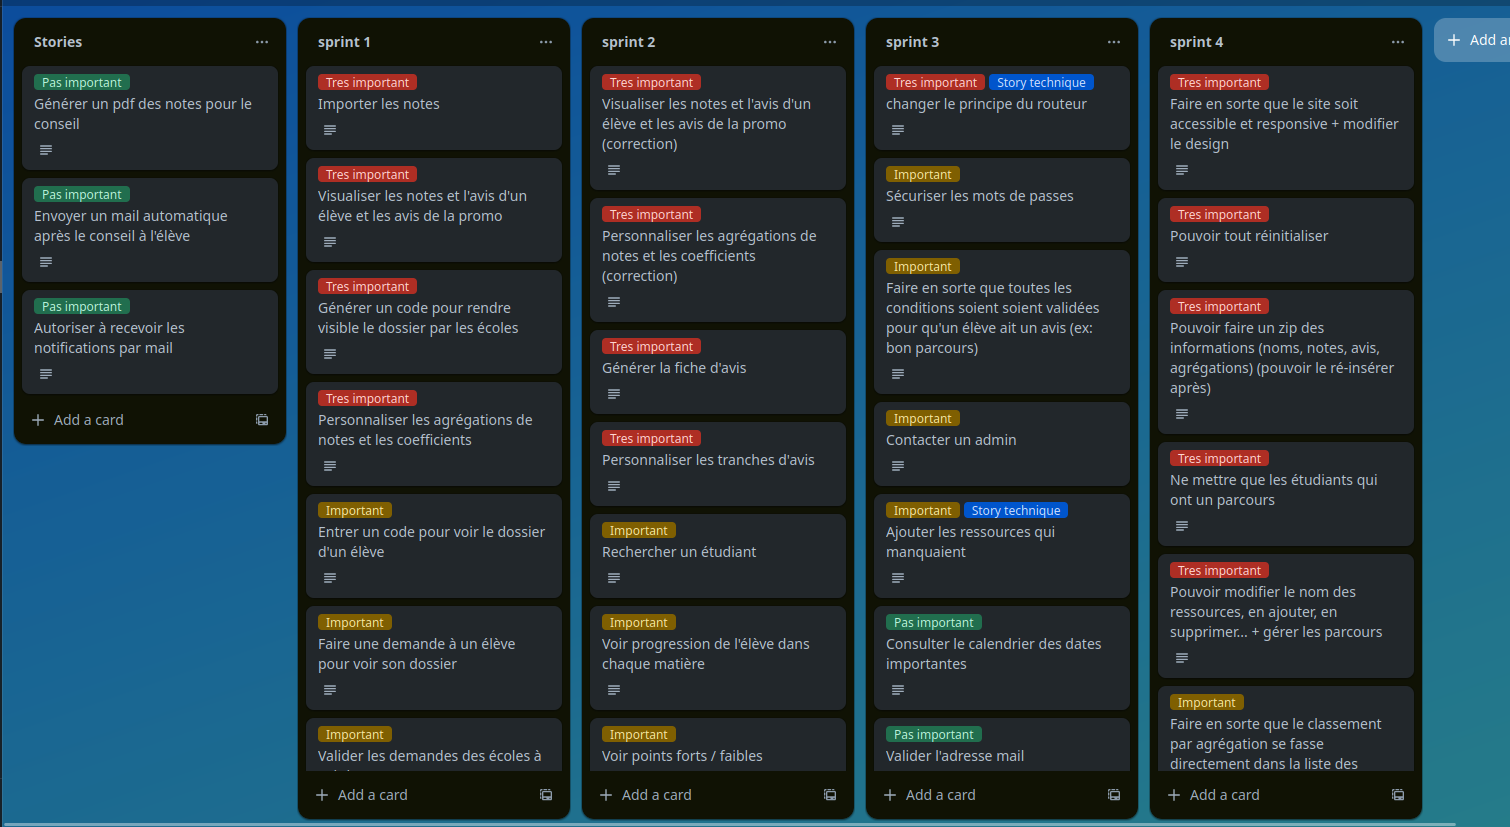 Stories
Pas important
Générer un pdf des notes pour le
conseil
Pas important
Envoyer un mail automatique
après le conseil à l'élève
Pas important
Autoriser à recevoir les
notifications par mail
Add a card
sprint 1
Tres important
Importer les notes
Tres important
Visualiser les notes et l'avis d'un
élève et les avis de la promo
Tres important
Générer un code pour rendre
visible le dossier par les écoles
Tres important
Personnaliser les agrégations de
notes et les coefficients
Important
Entrer un code pour voir le dossier
d'un élève
Important
Faire une demande à un élève
pour voir son dossier
Important
Valider les demandes des écoles à
Add a card
sprint 2
Tres important
Visualiser les notes et l'avis d'un
élève et les avis de la promo
(correction)
Tres important
Personnaliser les agrégations de
notes et les coefficients
(correction)
Tres important
Générer la fiche d'avis
Tres important
Personnaliser les tranches d'avis
Important
Rechercher un étudiant
Important
Voir progression de l'élève dans
chaque matière
Important
Voir points forts / faibles
Add a card
sprint 3
Tres important Story technique
changer le principe du routeur
Important
Sécuriser les mots de passes
Important
Faire en sorte que toutes les
conditions soient soient validées
pour qu'un élève ait un avis (ex:
bon parcours)
Important
Contacter un admin
Important Story technique
Ajouter les ressources qui
manquaient
Pas important
Consulter le calendrier des dates
importantes
Pas important
Valider l'adresse mail
Add a card
sprint 4
Tres important
Faire en sorte que le site soit
accessible et responsive + modifier
le design
Tres important
Pouvoir tout réinitialiser
Tres important
Pouvoir faire un zip des
informations (noms, notes, avis,
agrégations) (pouvoir le ré-insérer
après)
Tres important
Ne mettre que les étudiants qui
ont un parcours
Tres important
Pouvoir modifier le nom des
ressources, en ajouter, en
supprimer... + gérer les parcours
Important
Faire en sorte que le classement
par agrégation se fasse
directement dans la liste des
Add a card
Add